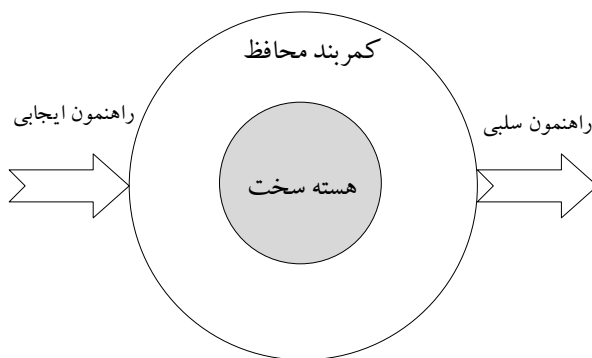 کمربند محافظ
راهنمون سلبی
راهنمون ایجابی
هسته سخت